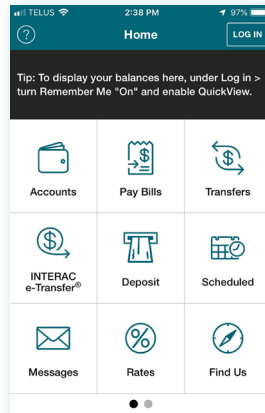 TELUS 2:38 PM 97%
? Home LOG IN
Tip: To display your balances here, under Log in >
turn Remember Me "On" and enable QuickView.
$ $
Accounts Pay Bills Transfers
$
INTERAC
e-Transfer® Deposit Scheduled
%
Messages Rates Find Us